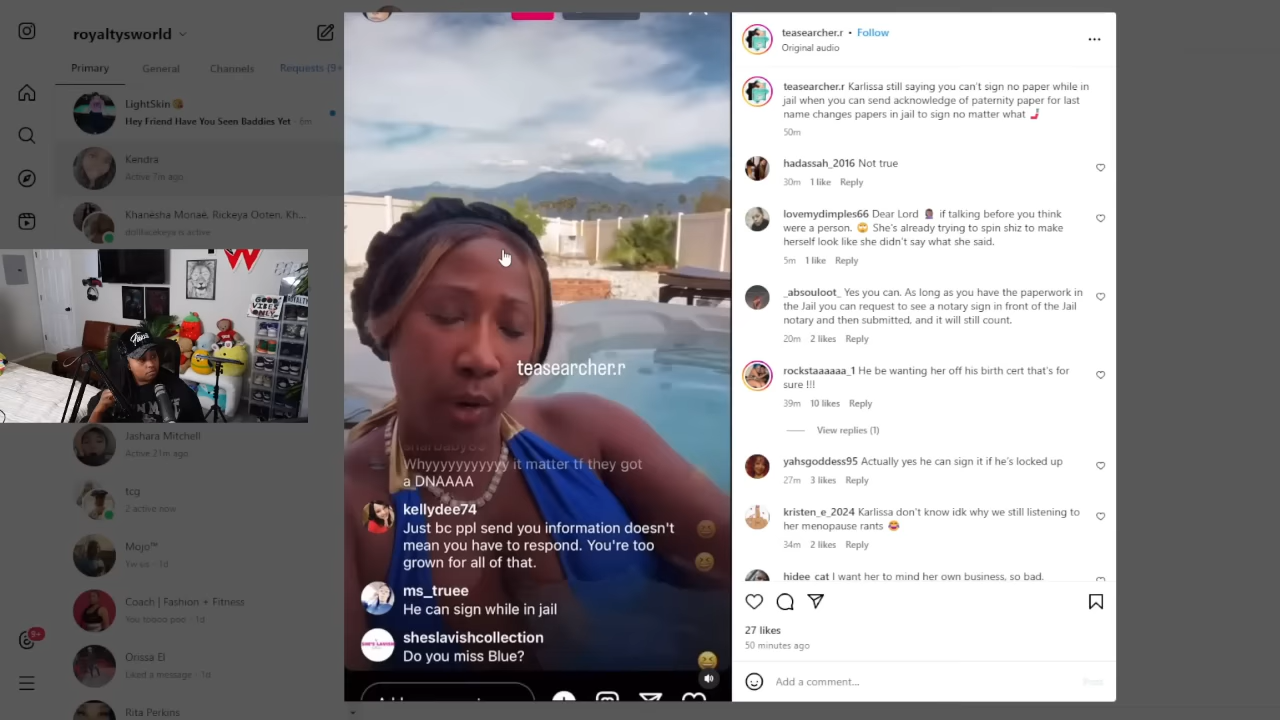 royaltysworld
Primary General Channels Requests (9+
LightSkin
Hey Friend Have You Seen Baddies Yet · 6m
Kendra
Active 7m ago
Khanesha Monaé, Rickeya Ooten, Kh...
W
GOOD
VIBES
ONLY
Jashara Mitchell
Active 21m ago
tcg
2 active now
Mojo™
1d
9+
Coach | Fashion + Fitness
1d
Orissa El
Liked a message · 1d
Rita Perkins
teasearcher.r
Whyyyyyyyyyyy it matter tf they got
a DNAAAA
kellydee74
Just bc ppl send you information doesn't
mean you have to respond. You're too
grown for all of that.
ms_truee
He can sign while in jail
sheslavishcollection
Do you miss Blue?
teasearcher.r • Follow
Original audio
teasearcher.r Karlissa still saying you can't sign no paper while in
jail when you can send acknowledge of paternity paper for last
name changes papers in jail to sign no matter what
50m
hadassah_2016 Not true
30m 1 like Reply
lovemydimples66 Dear Lord if talking before you think
were a person. She's already trying to spin shiz to make
herself look like she didn't say what she said.
5m 1 like Reply
_absouloot_ Yes you can. As long as you have the paperwork in
the Jail you can request to see a notary sign in front of the Jail
notary and then submitted, and it will still count.
20m 2 likes Reply
rockstaaaaaa_1 He be wanting her off his birth cert that's for
sure !!!
39m 10 likes Reply
View replies (1)
yahsgoddess95 Actually yes he can sign it if he's locked up
27m 3 likes Reply
kristen_e_2024 Karlissa don't know idk why we still listening to
her menopause rants
34m 2 likes Reply
hidee_cat I want her to mind her own business, so bad.
27 likes
50 minutes ago
Add a comment...
Post